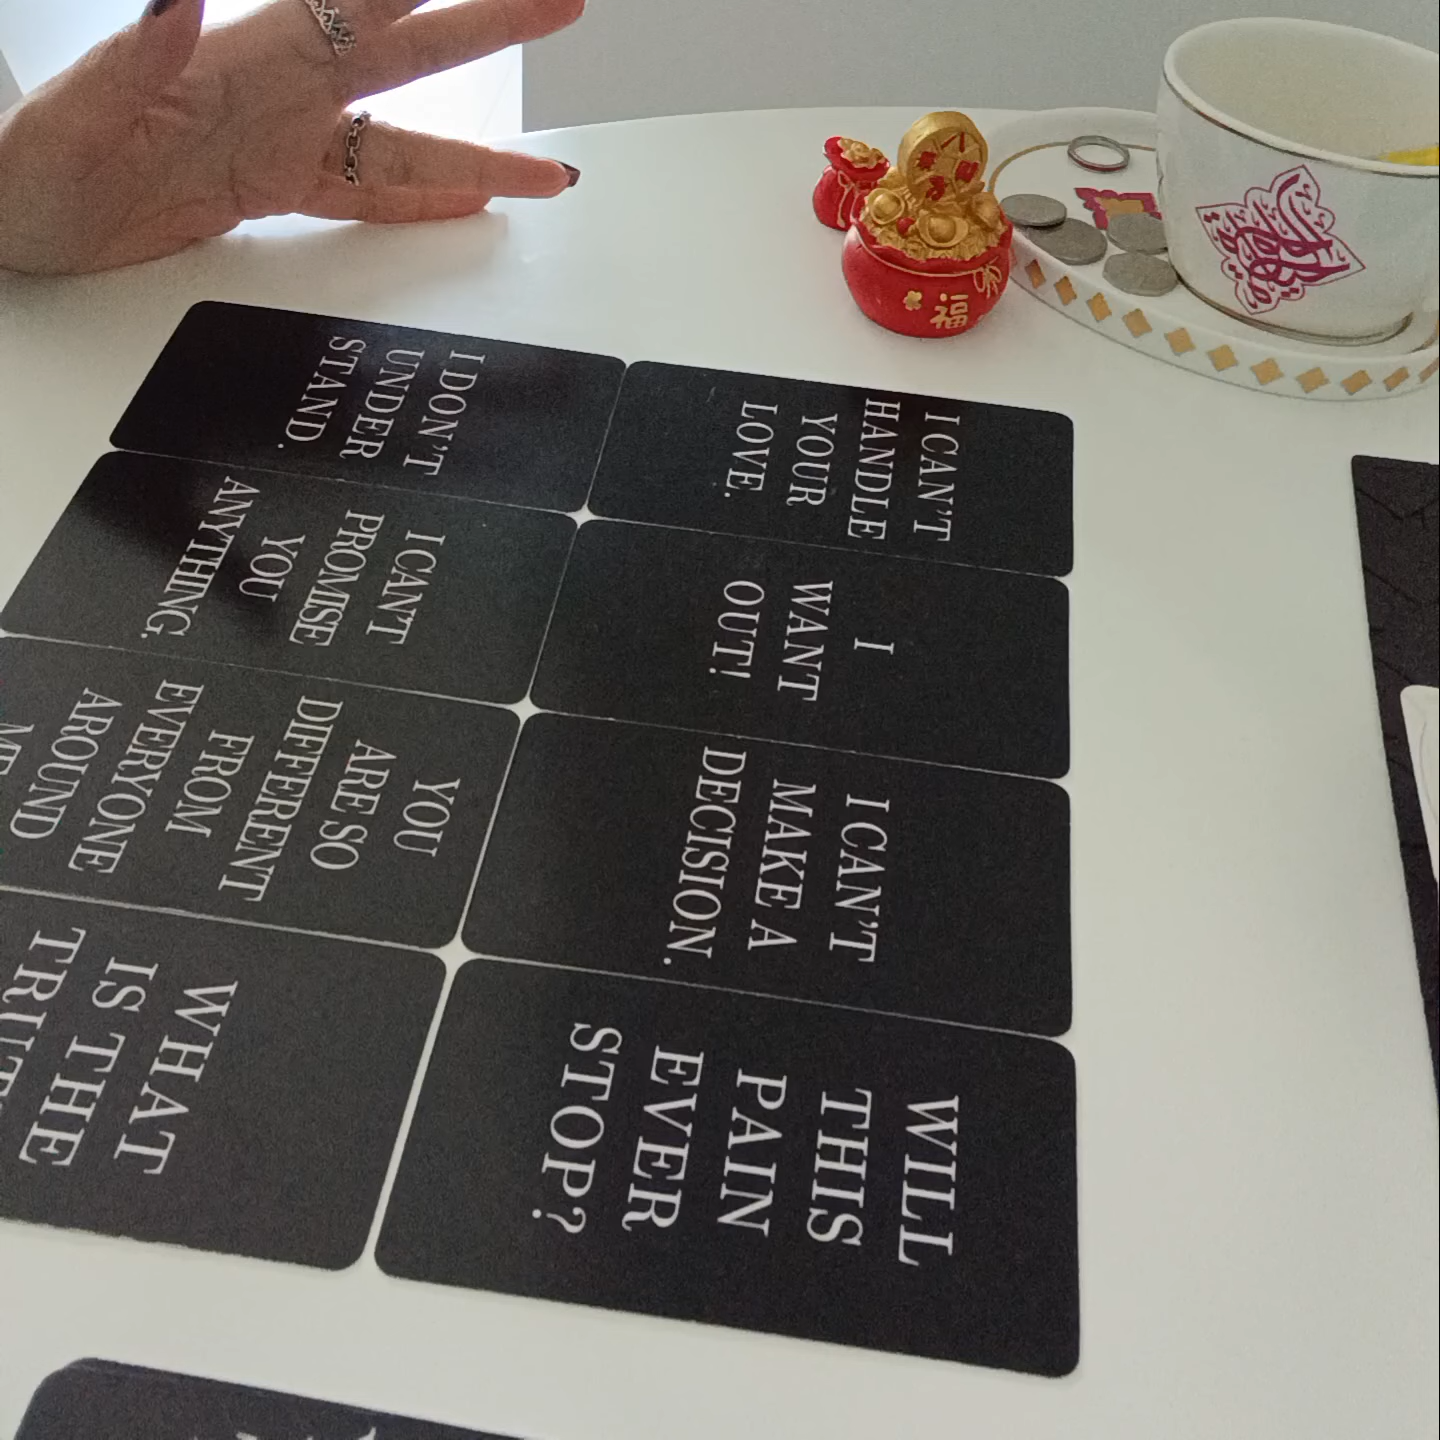 I DON'T
UNDER
STAND.
I CAN'T
HANDLE
YOUR
LOVE.
I CAN'T
PROMISE
YOU
ANYTHING.
I
WANT
OUT!
YOU
ARE SO
DIFFERENT
FROM
EVERYONE
AROUND
I CAN'T
MAKE A
DECISION.
WHAT
IS THE
WILL
THIS
PAIN
EVER
STOP?
福